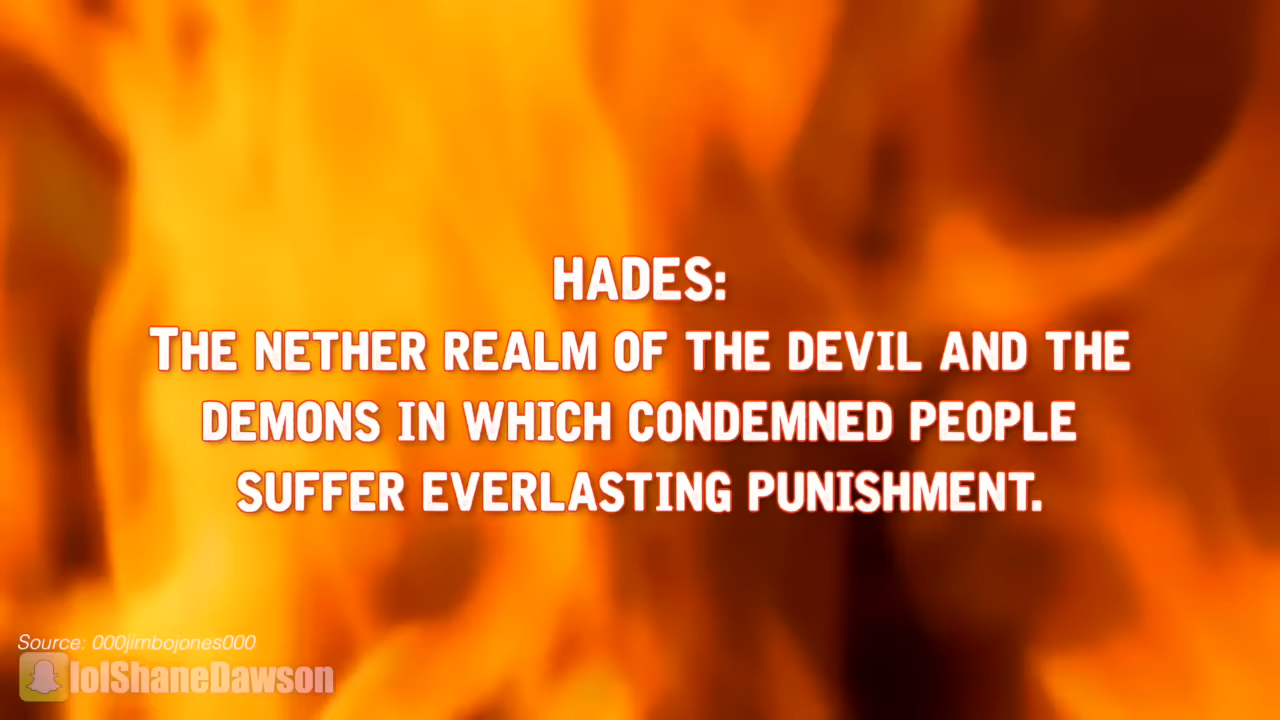 HADES:
THE NETHER REALM OF THE DEVIL AND THE
DEMONS IN WHICH CONDEMNED PEOPLE
SUFFER EVERLASTING PUNISHMENT.
Source: 000jimbojones000
lolShaneDawson